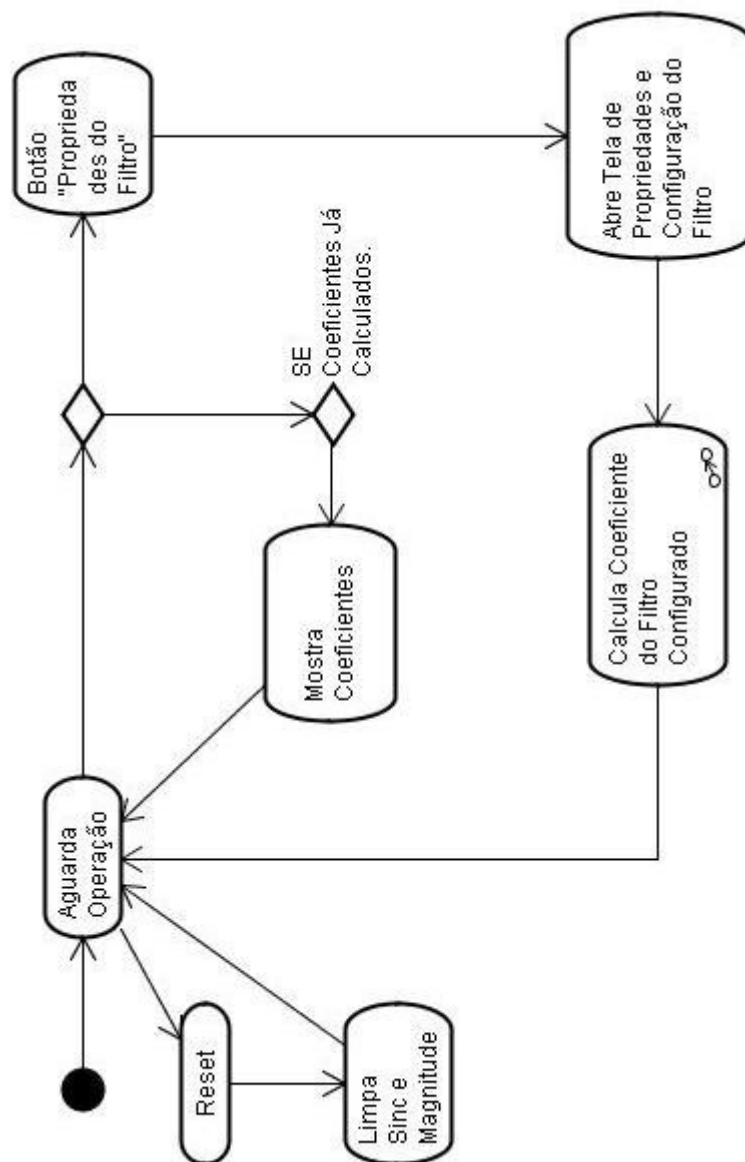 Aguarda
Operação
Botão
"Proprieda
des do
Filtro"
Reset
SE
Coeficientes Já
Calculados.
Limpa
Sinc e
Magnitude
Mostra
Coeficientes
Abre Tela de
Propriedades e
Configuração do
Filtro
Calcula Coeficiente
do Filtro
Configurado